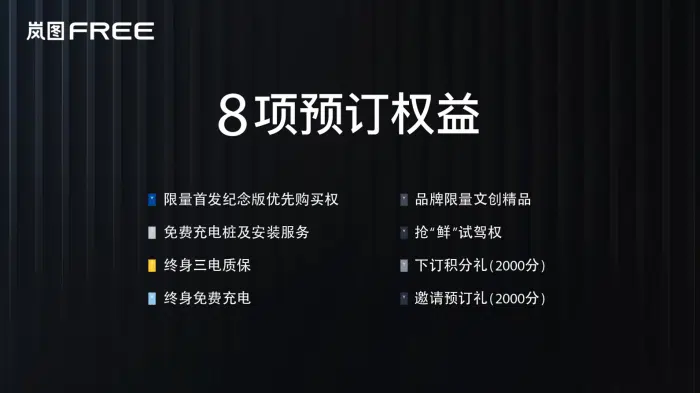 岚图FREE
8项预订权益
限量首发纪念版优先购买权
免费充电桩及安装服务
终身三电质保
终身免费充电
品牌限量文创精品
抢“鲜”试驾权
下订积分礼(2000分)
邀请预订礼(2000分)